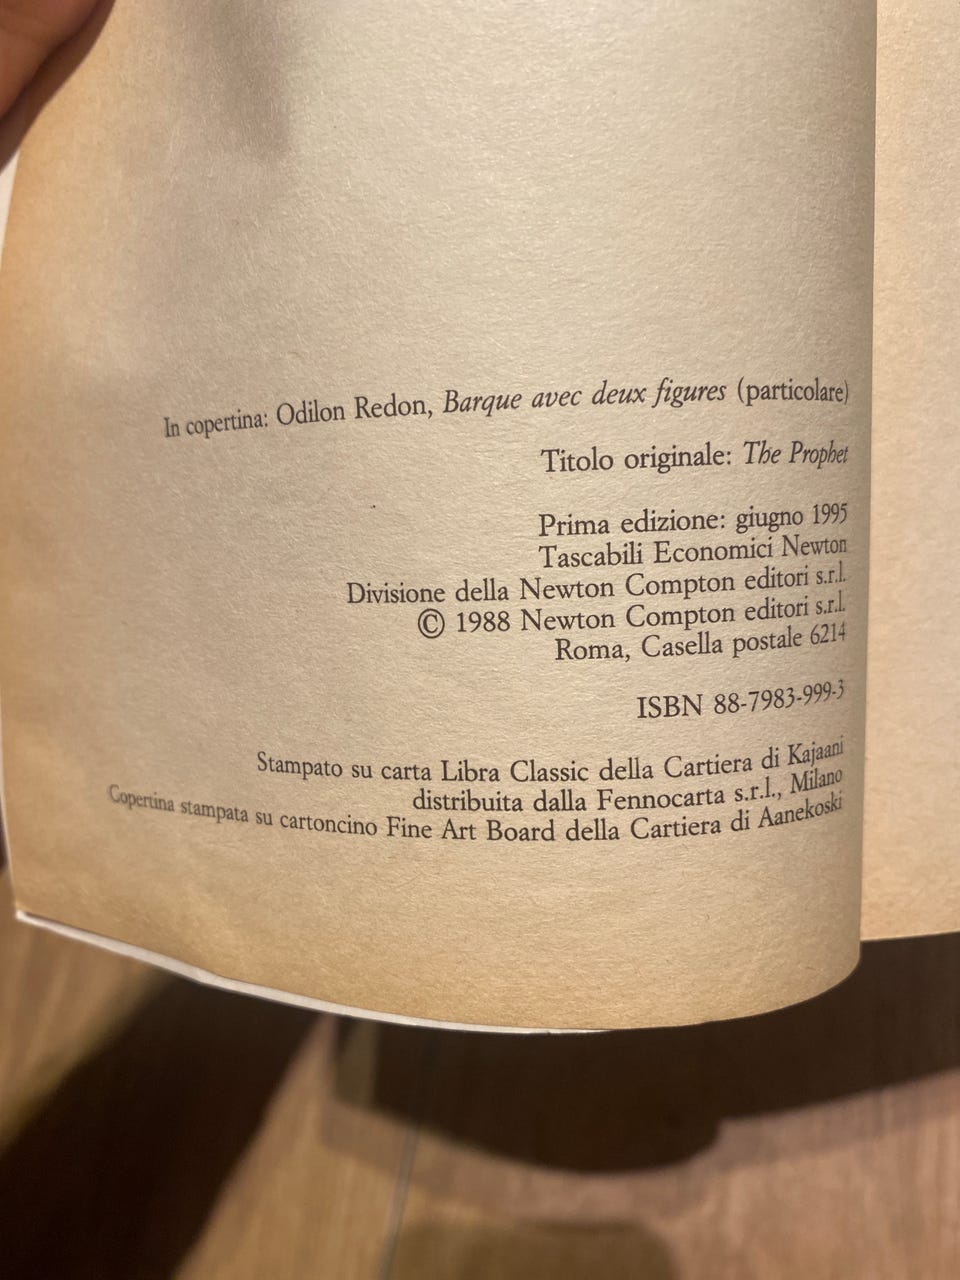 In copertina: Odilon Redon, Barque avec deux figures (particolare)
Titolo originale: The Prophet
Prima edizione: giugno 1995
Tascabili Economici Newton
Divisione della Newton Compton editori s.r.l.
© 1988 Newton Compton editori s.r.l.
Roma, Casella postale 6214
ISBN 88-7983-999-3
Stampato su carta Libra Classic della Cartiera di Kajaani
distribuita dalla Fennocarta s.r.l., Milano
Copertina stampata su cartoncino Fine Art Board della Cartiera di Aanekoski